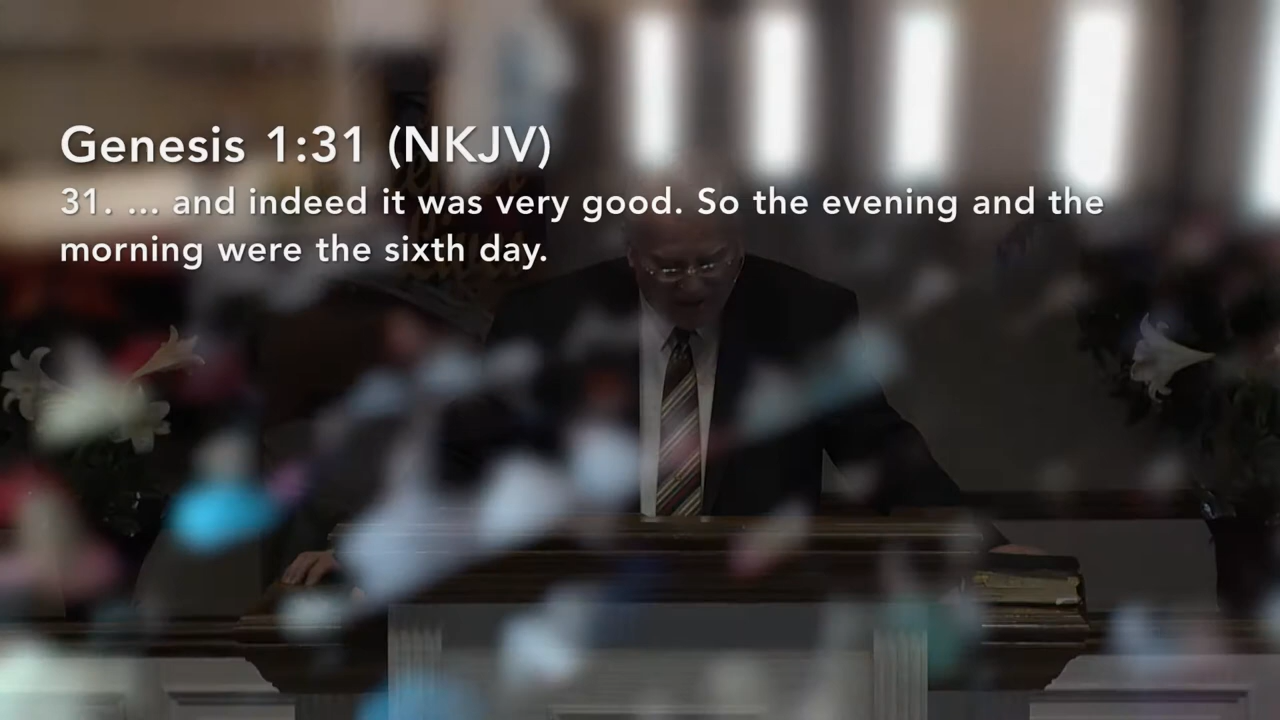 Genesis 1:31 (NKJV)
31. ... and indeed it was very good. So the evening and the
morning were the sixth day.